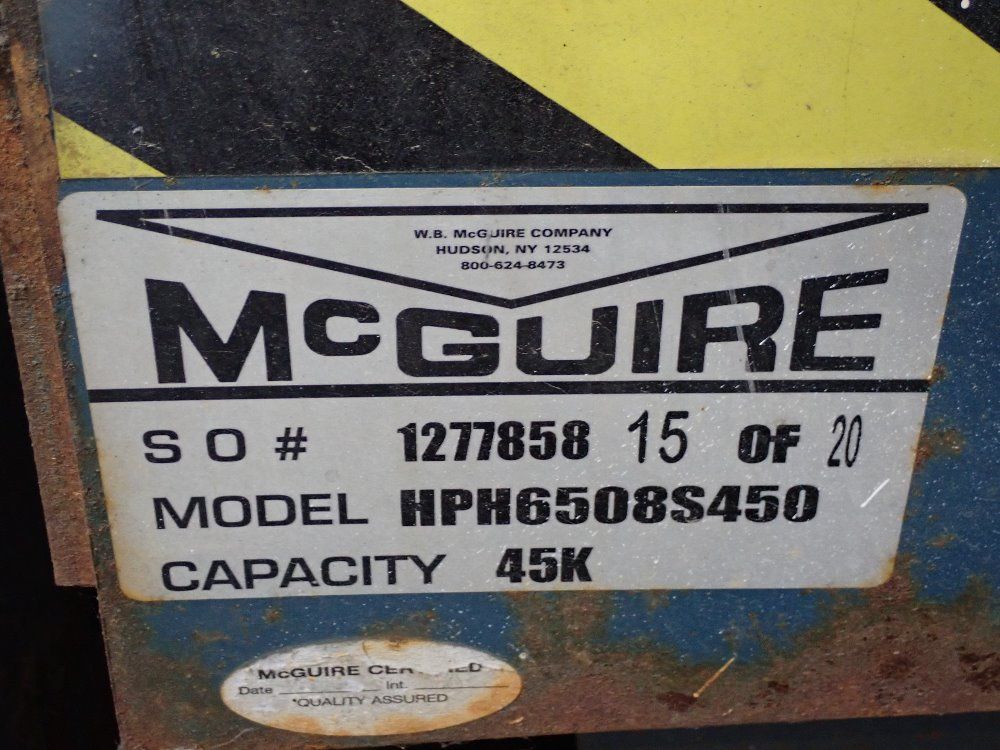 W.B. McGUIRE COMPANY
HUDSON, NY 12534
800-624-8473
McGUIRE
S O # 1277858 15 OF 20
MODEL HPH6508S450
CAPACITY 45K
McGUIRE
Date Int.
"QUALITY ASSURED